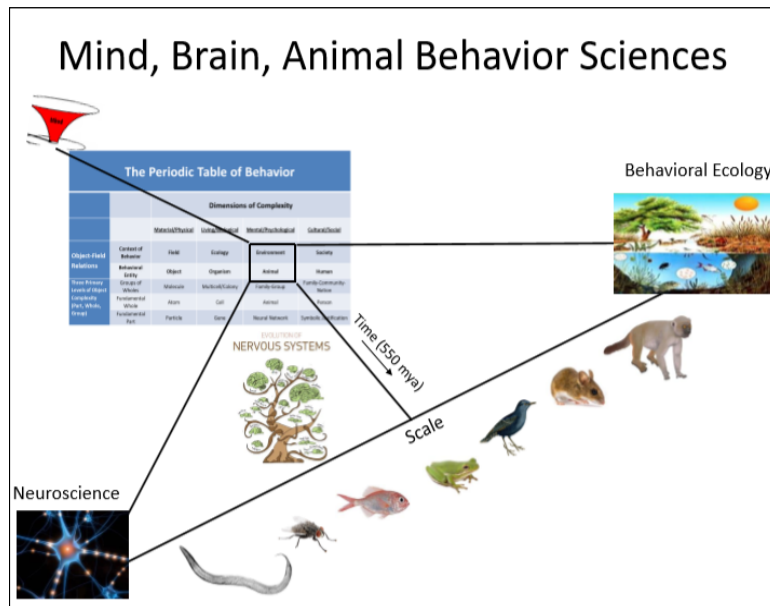 Mind, Brain, Animal Behavior Sciences
Mind
The Periodic Table of Behavior
Behavioral Ecology
Dimensions of Complexity
Material/Physical Living/Biological Mental/Psychological Cultural/Social
Object-Field Relations
Context of Behavior Field Ecology Environment Society
Behavioral Entity Object Organism Animal Human
Three Primary Levels of Object Complexity (Part, Whole, Group)
Groups of Wholes Molecule Multicell/Colony Family Group Family Community Nation
Fundamental Whole Atom Cell Animal Person
Fundamental Part Particle Gene Neural Network Symbolic Justification
EVOLUTION OF
NERVOUS SYSTEMS
Time (550 mya)
Scale
Neuroscience